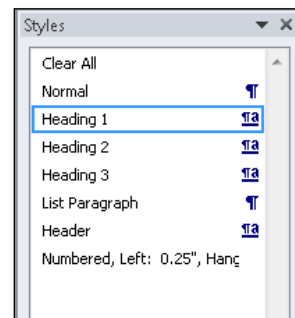 Styles
Clear All
Normal ¶
Heading 1 ¶a
Heading 2 ¶a
Heading 3 ¶a
List Paragraph ¶
Header ¶a
Numbered, Left: 0.25", Hang